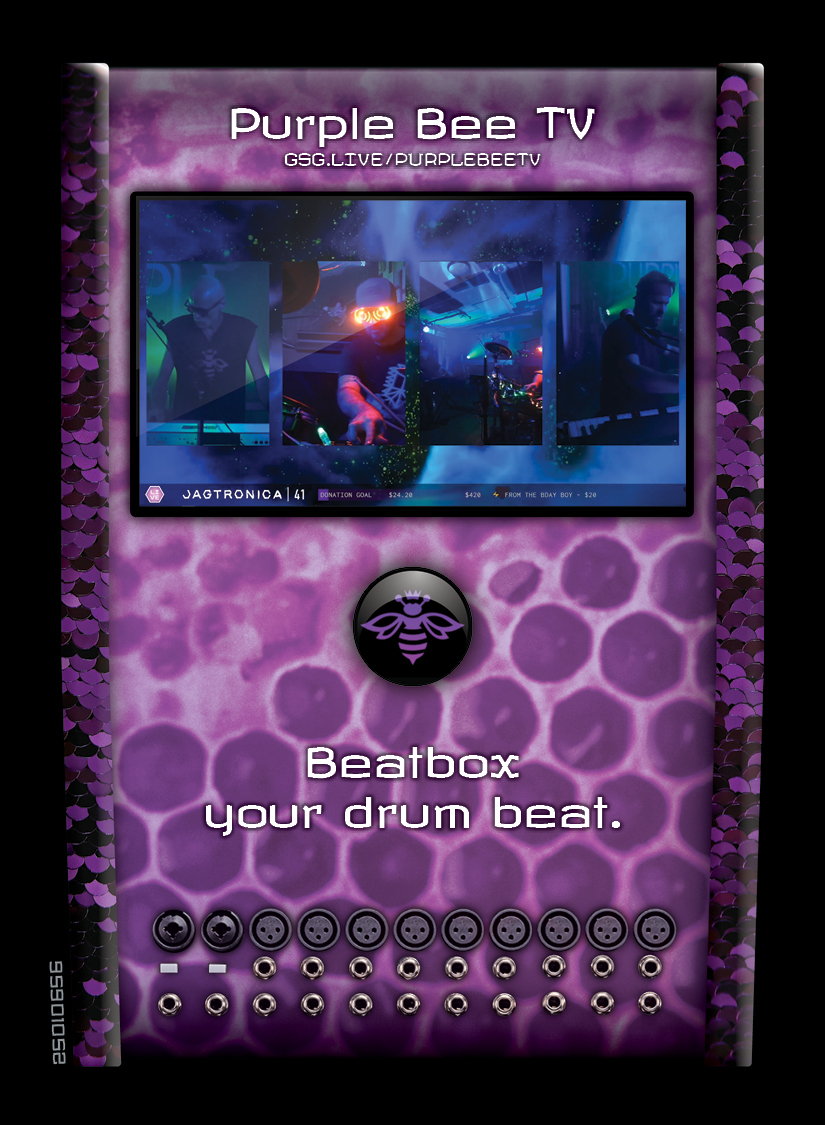 Purple Bee TV
GSG.LIVE/PURPLEBEETV
JAGTRONICA | 41
DONATION GOAL $24.20 $420 FROM THE BDAY BOY - $20
Beatbox
your drum beat.
25010656